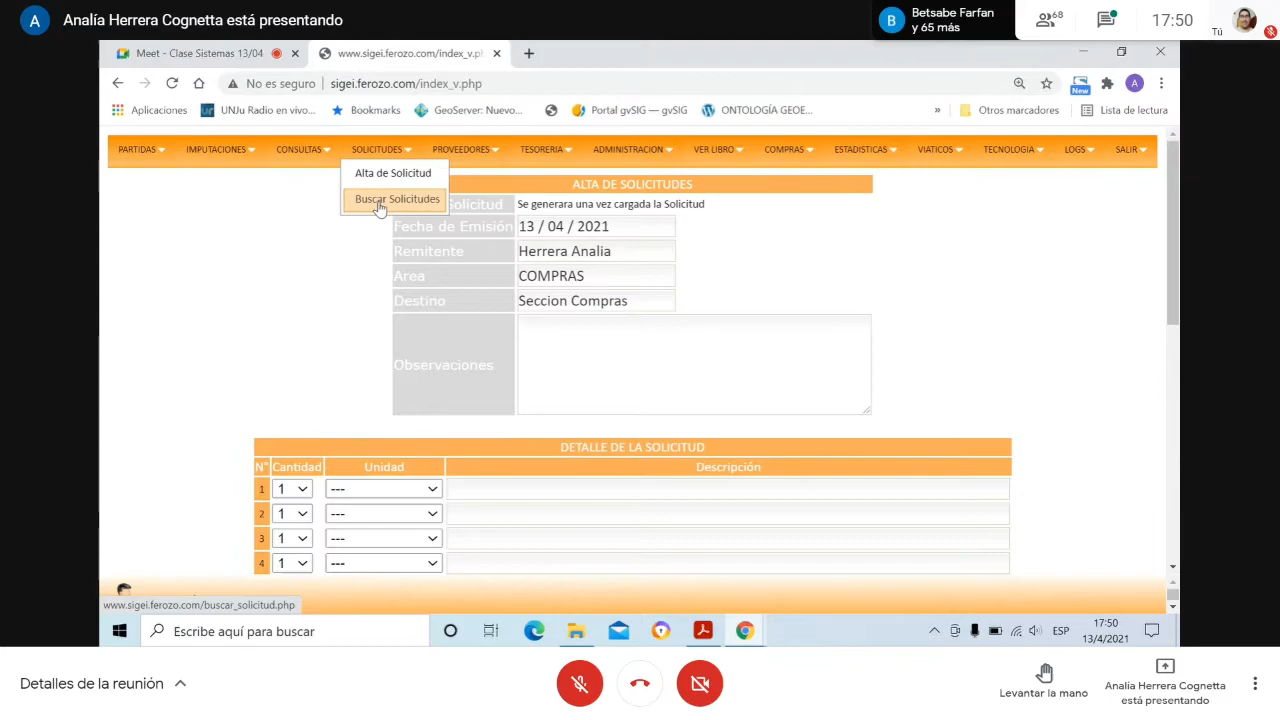 A Analía Herrera Cognetta está presentando
B Betsabe Farfan y 65 más
68
17:50
Tú
Meet - Clase Sistemas 13/04
www.sigei.ferozo.com/index_v.pl
No es seguro | sigei.ferozo.com/index_v.php
New
A
Aplicaciones
UNJu Radio en vivo...
Bookmarks
GeoServer: Nuevo...
Portal gvSIG — gvSIG
ONTOLOGÍA GEOE...
»
Otros marcadores
Lista de lectura
PARTIDAS IMPUTACIONES CONSULTAS SOLICITUDES PROVEEDORES TESORERIA ADMINISTRACION VER LIBRO COMPRAS ESTADISTICAS VIATICOS TECNOLOGIA LOGS SALIR
Alta de Solicitud
Buscar Solicitudes
ALTA DE SOLICITUDES
Solicitud Se generara una vez cargada la Solicitud
Fecha de Emisión 13 / 04 / 2021
Remitente Herrera Analia
Area COMPRAS
Destino Seccion Compras
Observaciones
DETALLE DE LA SOLICITUD
N° Cantidad Unidad Descripción
1 1 ---
2 1 ---
3 1 ---
4 1 ---
www.sigei.ferozo.com/buscar_solicitud.php
Escribe aquí para buscar
ESP
17:50
13/4/2021
Detalles de la reunión
Levantar la mano
Analía Herrera Cognetta
está presentando